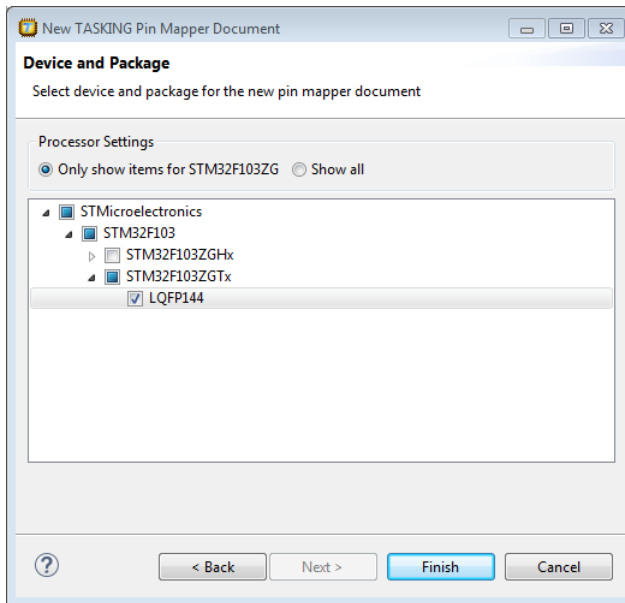 New TASKING Pin Mapper Document
Device and Package
Select device and package for the new pin mapper document
Processor Settings
Only show items for STM32F103ZG Show all
STMicroelectronics
STM32F103
STM32F103ZGHx
STM32F103ZGTx
LQFP144
? < Back Next > Finish Cancel